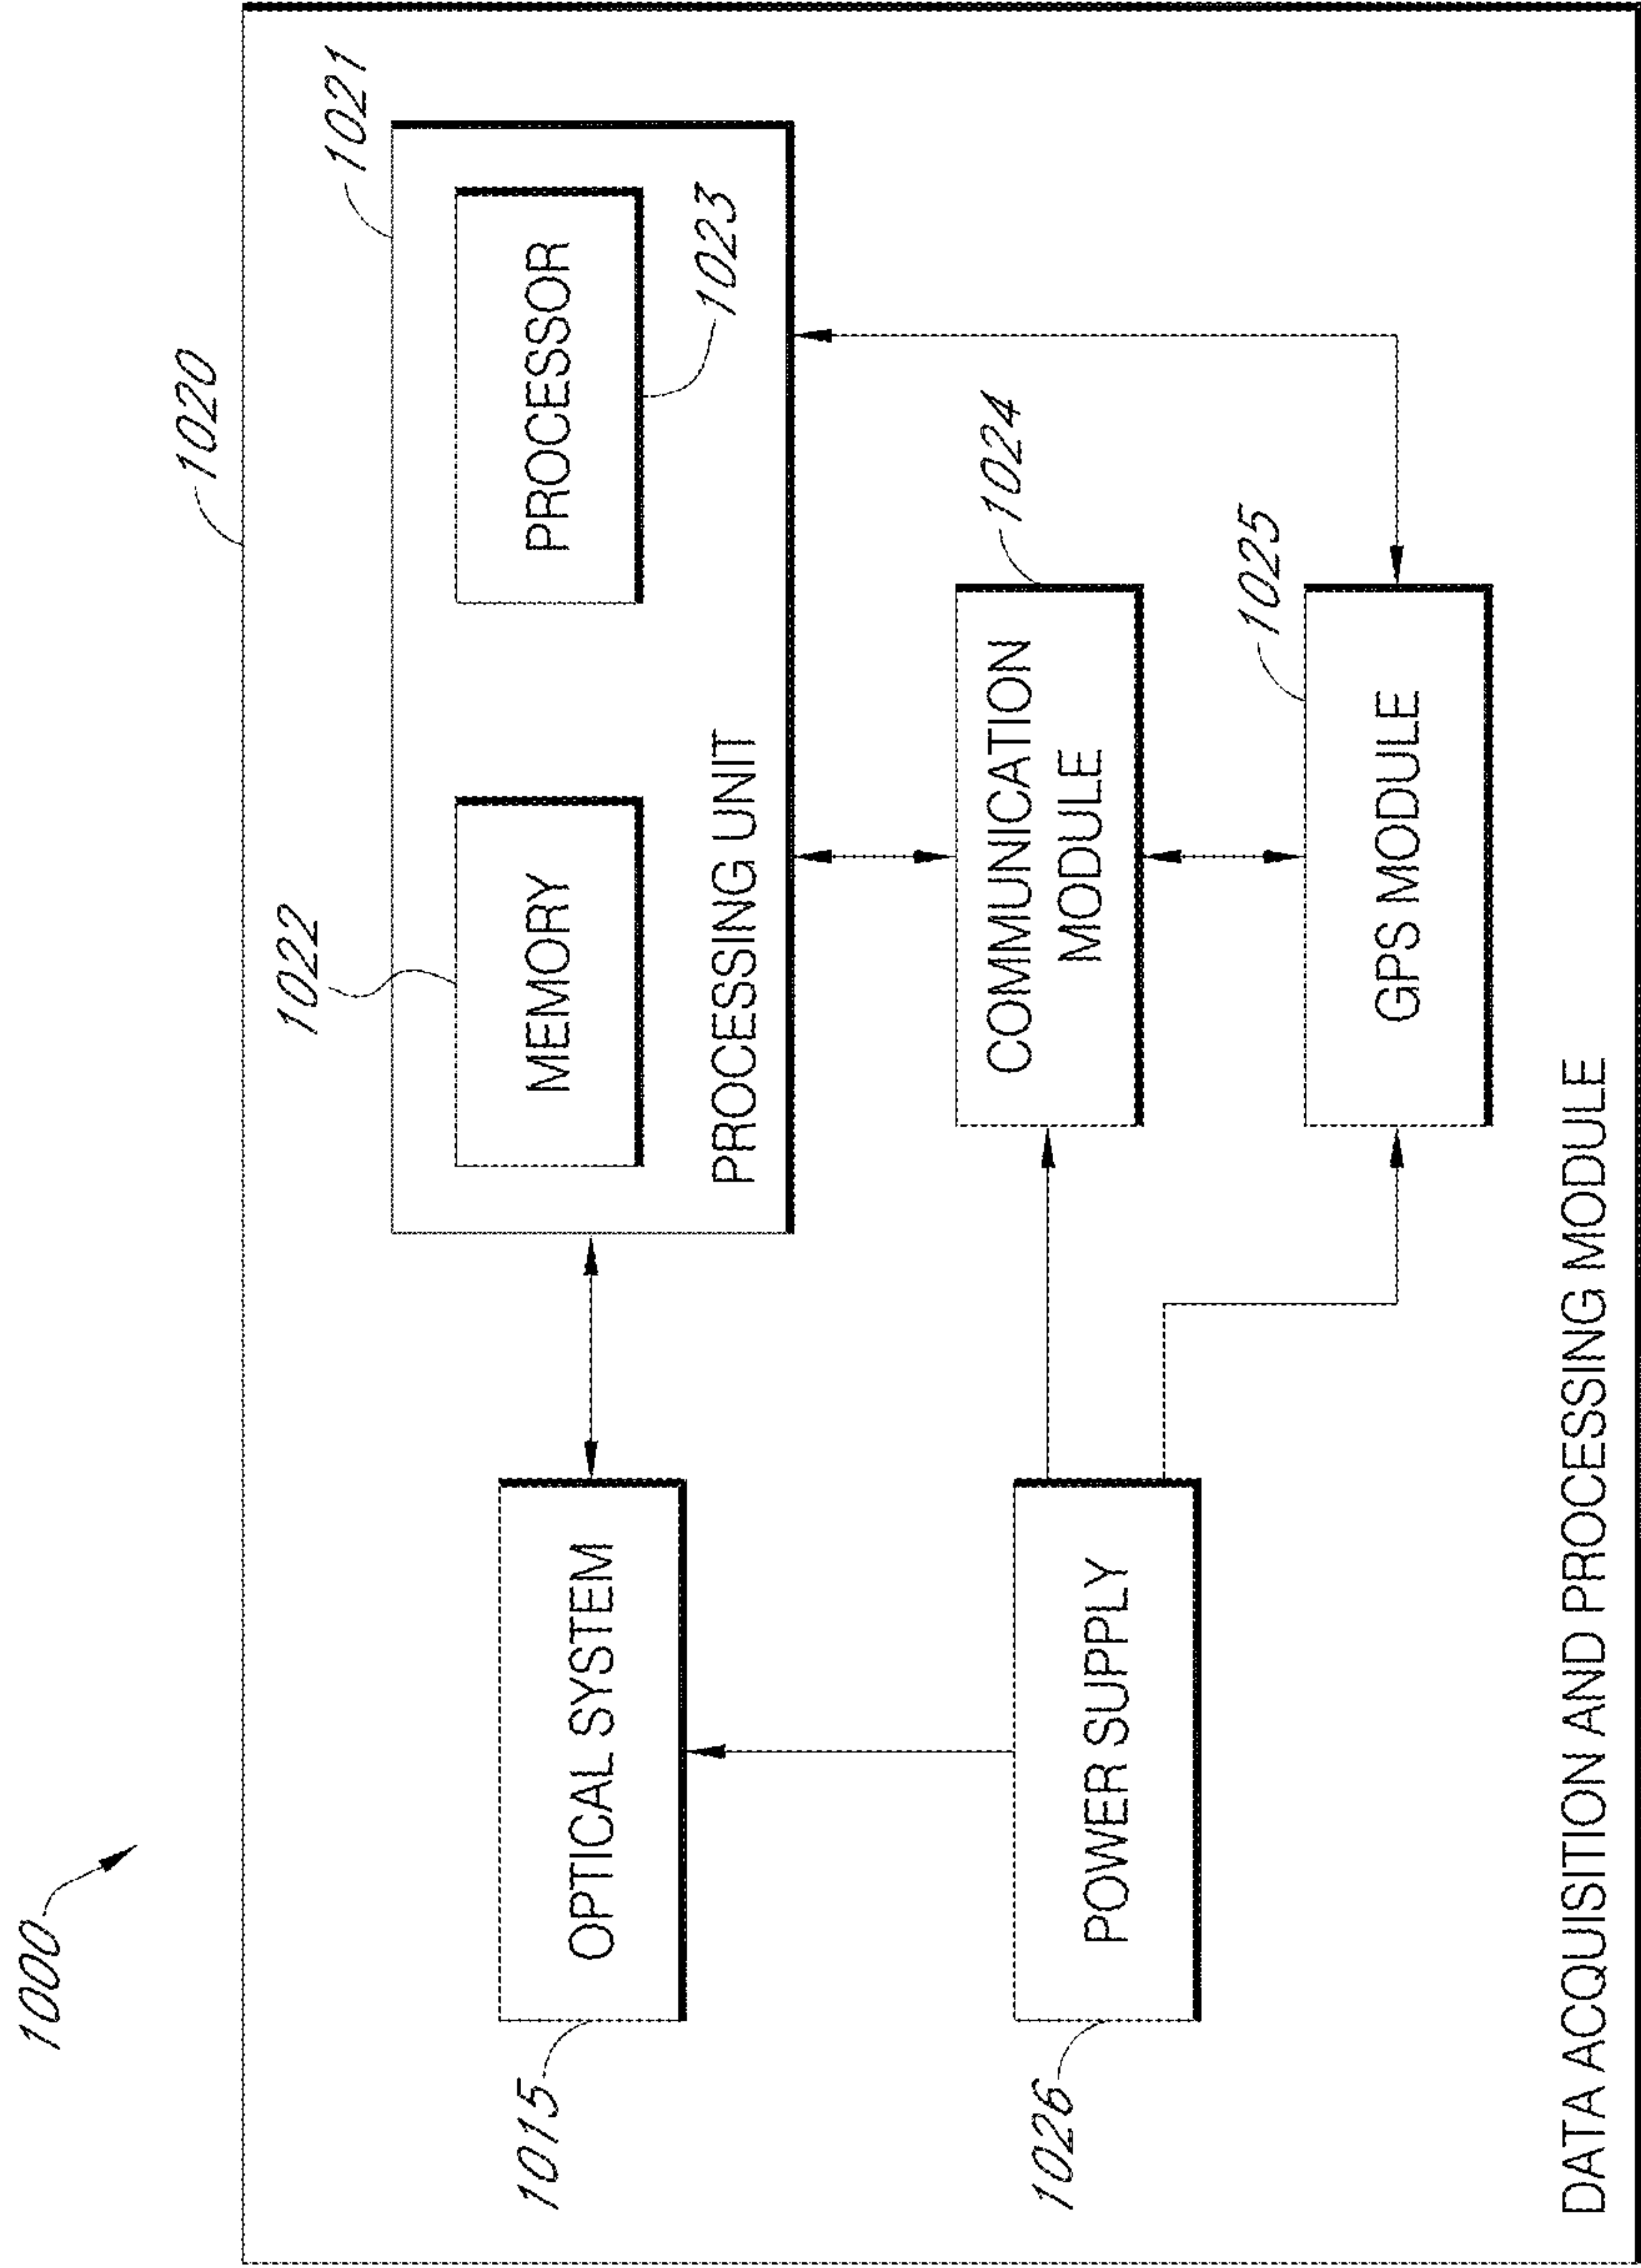 1000
1020
1021
1022
MEMORY
PROCESSOR
1023
PROCESSING UNIT
1015
OPTICAL SYSTEM
1024
COMMUNICATION
MODULE
1026
POWER SUPPLY
1025
GPS MODULE
DATA ACQUISITION AND PROCESSING MODULE